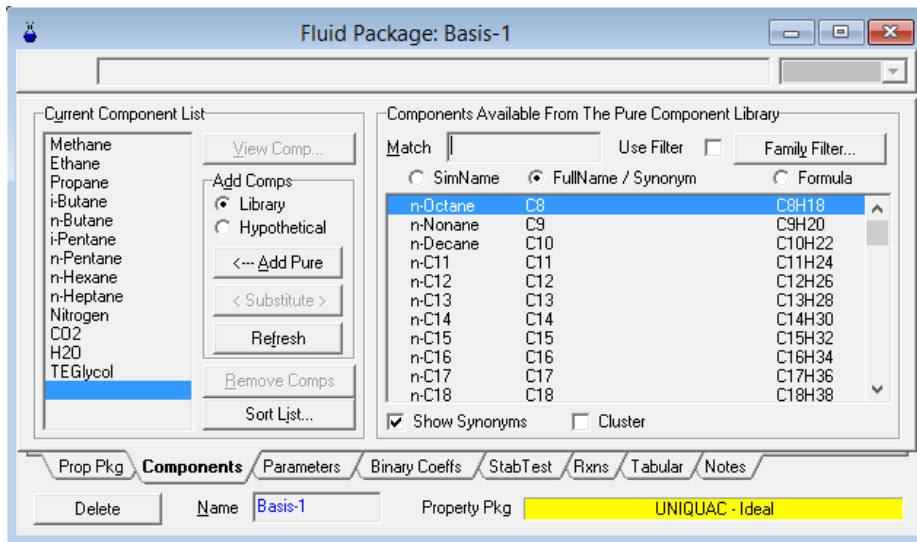 Fluid Package: Basis-1
Current Component List
Methane
Ethane
Propane
i-Butane
n-Butane
i-Pentane
n-Pentane
n-Hexane
n-Heptane
Nitrogen
CO2
H2O
TEGlycol
View Comp...
Add Comps
Library
Hypothetical
<--- Add Pure
< Substitute >
Refresh
Remove Comps
Sort List...
Components Available From The Pure Component Library
Match Use Filter Family Filter...
SimName FullName / Synonym Formula
n-Octane C8 C8H18
n-Nonane C9 C9H20
n-Decane C10 C10H22
n-C11 C11 C11H24
n-C12 C12 C12H26
n-C13 C13 C13H28
n-C14 C14 C14H30
n-C15 C15 C15H32
n-C16 C16 C16H34
n-C17 C17 C17H36
n-C18 C18 C18H38
Show Synonyms Cluster
Prop Pkg Components Parameters Binary Coeffs StabTest Rxns Tabular Notes
Delete Name Basis-1 Property Pkg UNIQUAC - Ideal